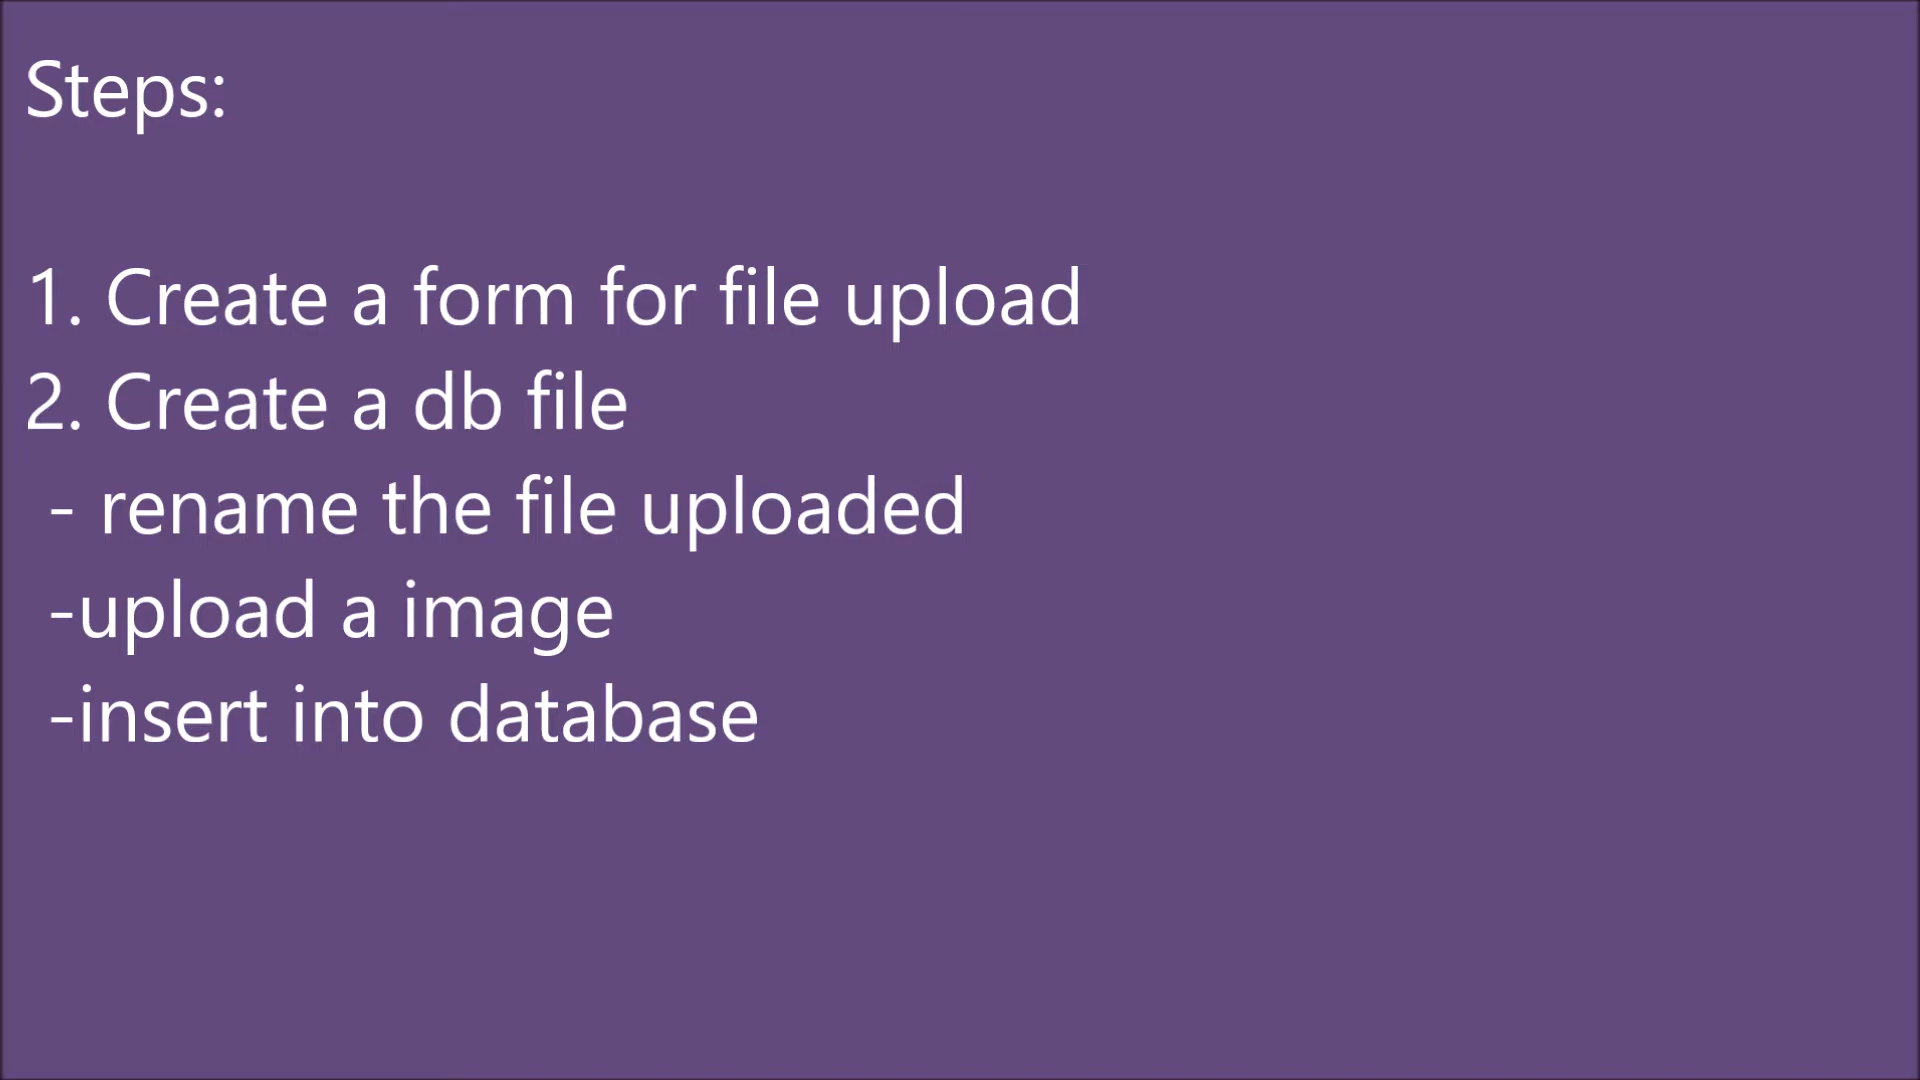 Steps:
1. Create a form for file upload
2. Create a db file
- rename the file uploaded
-upload a image
-insert into database